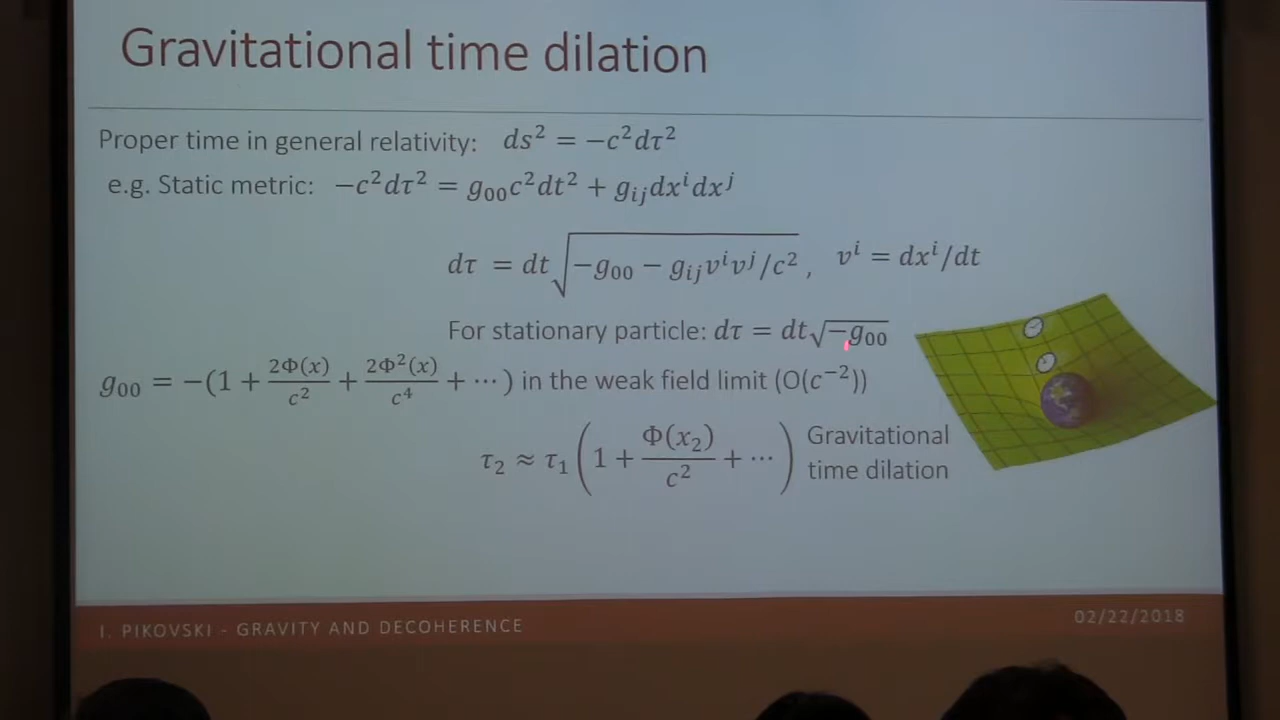 Gravitational time dilation
Proper time in general relativity: ds² = −c²dτ²
e.g. Static metric: −c²dτ² = g₀₀c²dt² + gᵢⱼdxⁱdxʲ
dτ = dt√(−g₀₀ − gᵢⱼvⁱvʲ/c²) , vⁱ = dxⁱ/dt
For stationary particle: dτ = dt√−g₀₀
g₀₀ = −(1 + 2Φ(x)/c² + 2Φ²(x)/c⁴ + ⋯ ) in the weak field limit (O(c⁻²))
τ₂ ≈ τ₁ (1 + Φ(x₂)/c² + ⋯ ) Gravitational
time dilation
I. PIKOVSKI - GRAVITY AND DECOHERENCE
02/22/2018